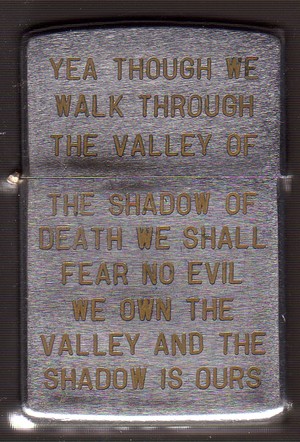 YEA THOUGH WE
WALK THROUGH
THE VALLEY OF
THE SHADOW OF
DEATH WE SHALL
FEAR NO EVIL
WE OWN THE
VALLEY AND THE
SHADOW IS OURS